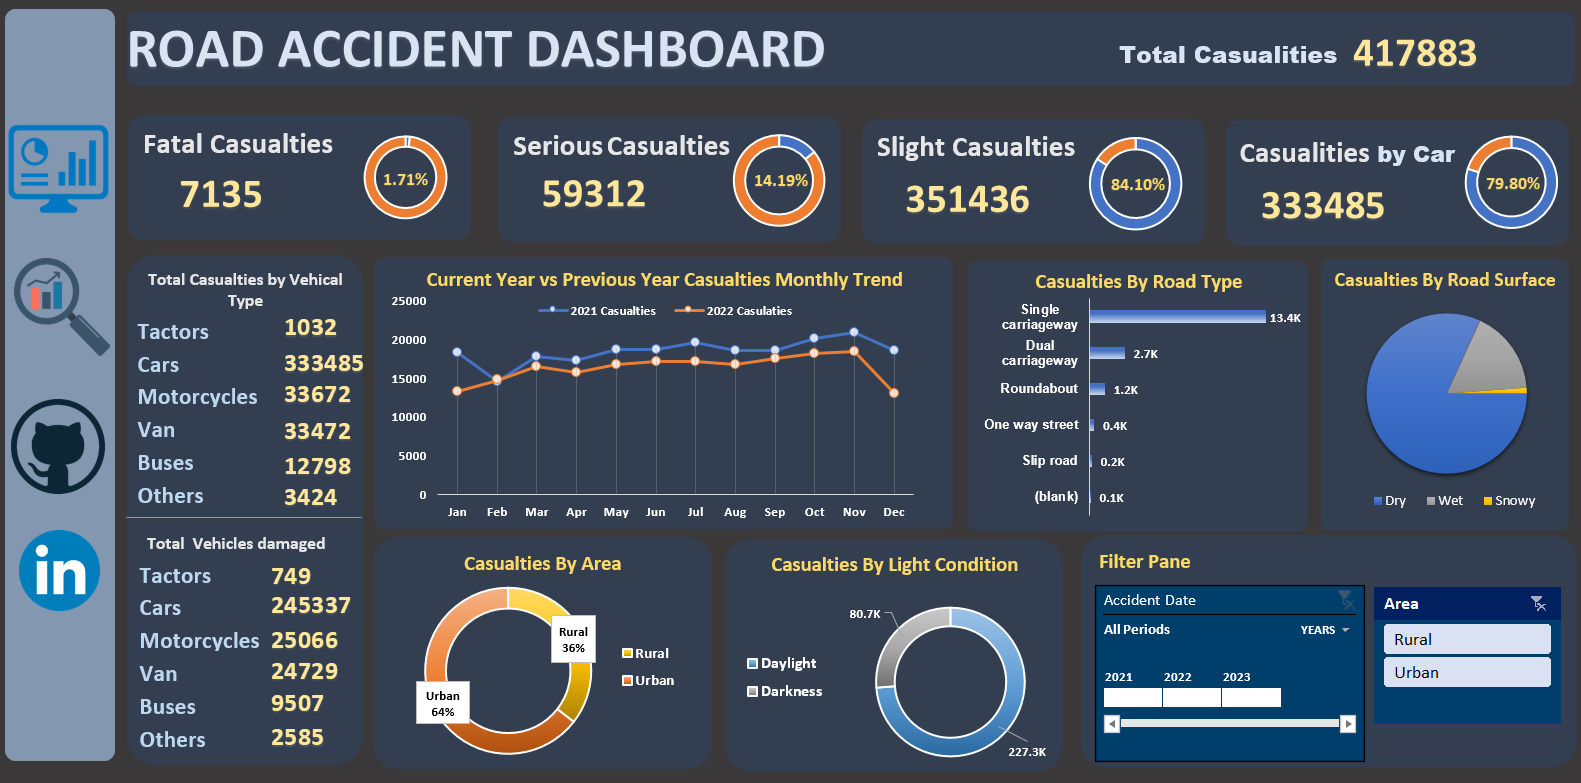 ROAD ACCIDENT DASHBOARD
Total Casualities 417883
Fatal Casualties
7135
1.71%
Serious Casualties
59312
14.19%
Slight Casualties
351436
84.10%
Casualities by Car
333485
79.80%
Total Casualties by Vehical
Type
Tactors 1032
Cars 333485
Motorcycles 33672
Van 33472
Buses 12798
Others 3424
Total Vehicles damaged
Tactors 749
Cars 245337
Motorcycles 25066
Van 24729
Buses 9507
Others 2585
Current Year vs Previous Year Casualties Monthly Trend
2021 Casualties
2022 Casulaties
25000
20000
15000
10000
5000
0
Jan Feb Mar Apr May Jun Jul Aug Sep Oct Nov Dec
Casualties By Road Type
Single
carriageway
13.4K
Dual
carriageway
2.7K
Roundabout 1.2K
One way street 0.4K
Slip road 0.2K
(blank) 0.1K
Casualties By Road Surface
Dry Wet Snowy
Casualties By Area
Rural
36%
Urban
64%
Rural
Urban
Casualties By Light Condition
80.7K
Daylight
Darkness
227.3K
Filter Pane
Accident Date
All Periods YEARS
2021 2022 2023
Area
Rural
Urban
in